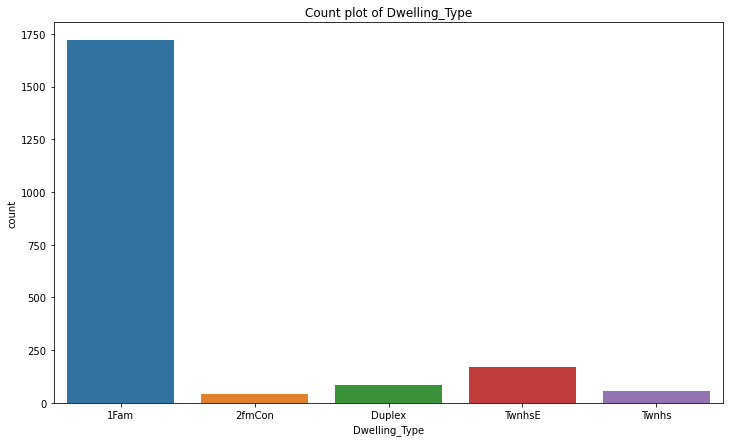 Count plot of Dwelling_Type
1750
1500
1250
1000
750
500
250
0
count
1Fam 2fmCon Duplex TwnhsE Twnhs
Dwelling_Type